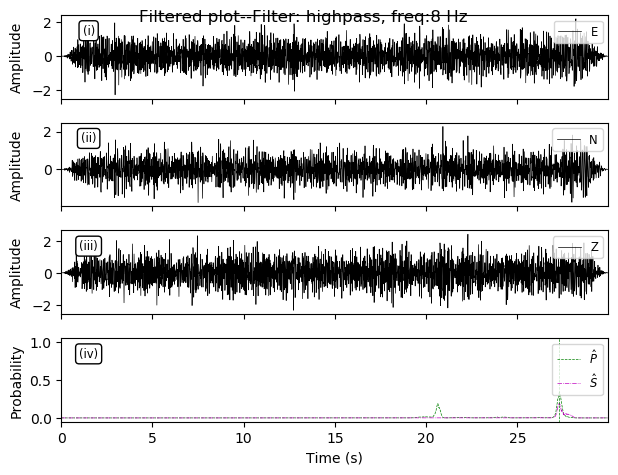 Filtered plot--Filter: highpass, freq:8 Hz
(i)
E
Amplitude
2
0
−2
(ii)
N
Amplitude
2
0
(iii)
Z
Amplitude
2
0
−2
(iv)
P̂
Ŝ
Probability
1.0
0.5
0.0
0 5 10 15 20 25
Time (s)